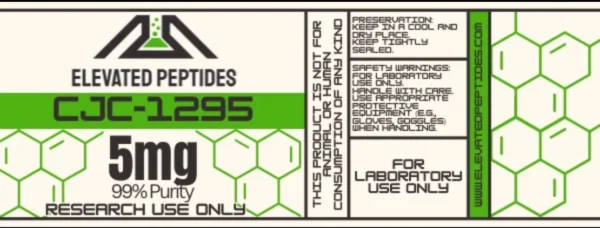 ELEVATED PEPTIDES
CJC-1295
5mg
99% Purity
RESEARCH USE ONLY
THIS PRODUCT IS NOT FOR
ANIMAL OR HUMAN
CONSUMPTION OF ANY KIND
PRESERVATION:
KEEP IN A COOL AND
DRY PLACE.
KEEP TIGHTLY
SEALED.
SAFETY WARNINGS:
FOR LABORATORY
USE ONLY.
HANDLE WITH CARE.
USE APPROPRIATE
PROTECTIVE
EQUIPMENT (E.G.,
GLOVES, GOGGLES)
WHEN HANDLING.
FOR
LABORATORY
USE ONLY
WWW.ELEVATEDPEPTIDES.COM